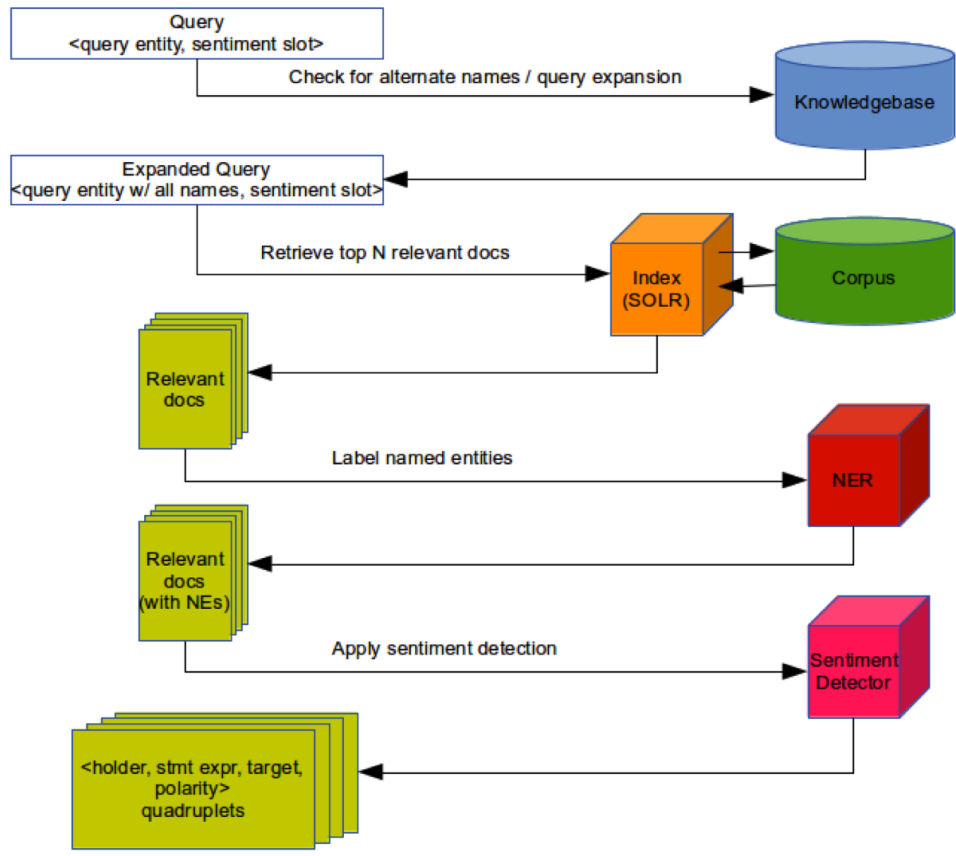 Query
<query entity, sentiment slot>
Check for alternate names / query expansion
Knowledgebase
Expanded Query
<query entity w/ all names, sentiment slot>
Retrieve top N relevant docs
Index
(SOLR)
Corpus
Relevant
docs
Label named entities
NER
Relevant
docs
(with NEs)
Apply sentiment detection
Sentiment
Detector
<holder, stmt expr, target,
polarity>
quadruplets